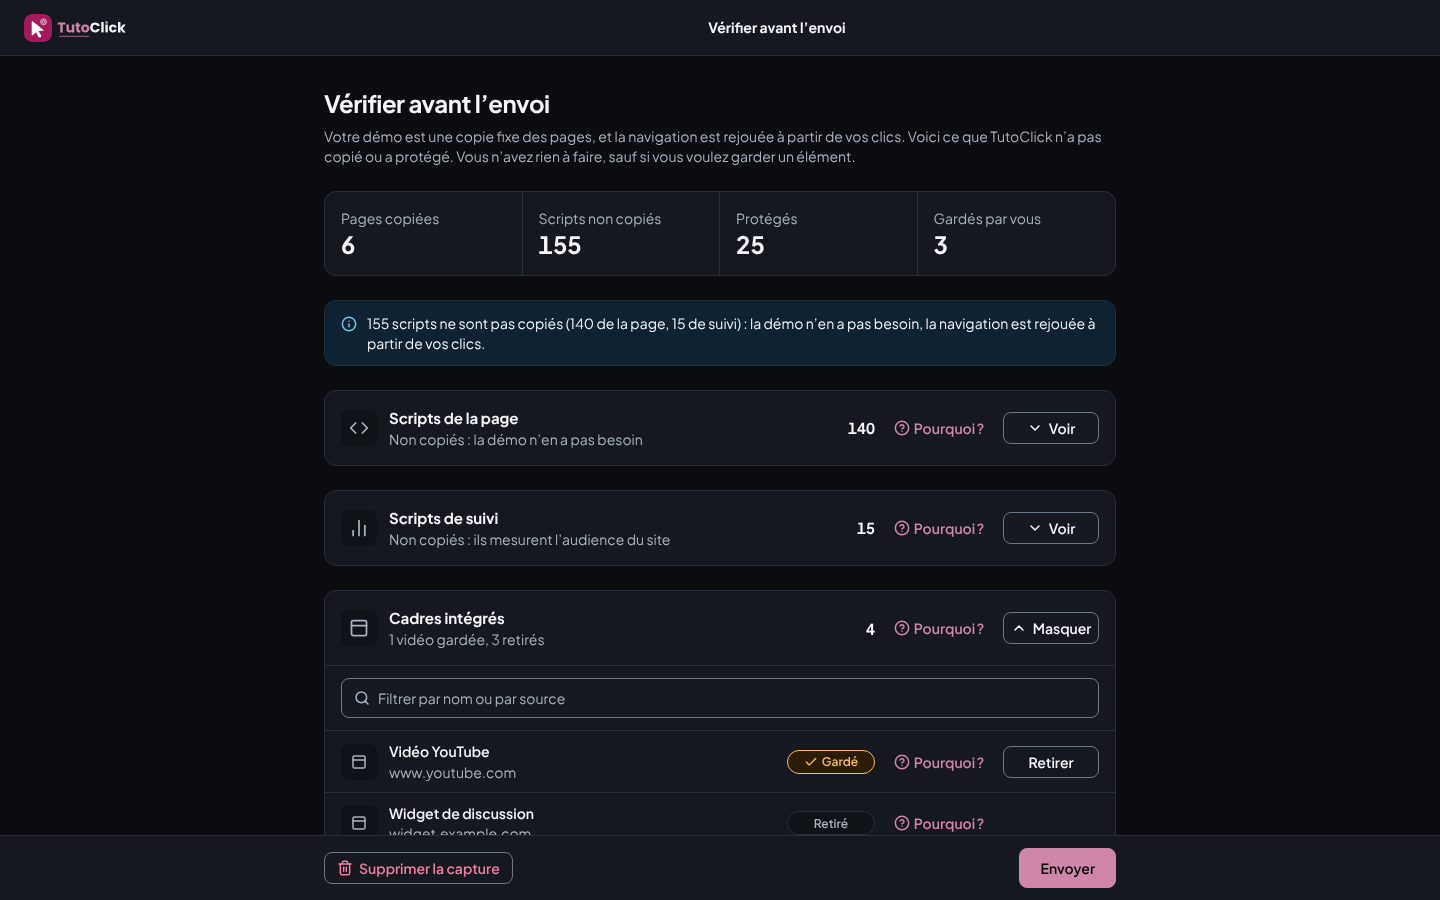 TutoClick
Vérifier avant l’envoi
Vérifier avant l’envoi
Votre démo est une copie fixe des pages, et la navigation est rejouée à partir de vos clics. Voici ce que TutoClick n’a pas
copié ou a protégé. Vous n’avez rien à faire, sauf si vous voulez garder un élément.
Pages copiées
6
Scripts non copiés
155
Protégés
25
Gardés par vous
3
155 scripts ne sont pas copiés (140 de la page, 15 de suivi) : la démo n’en a pas besoin, la navigation est rejouée à
partir de vos clics.
Scripts de la page
Non copiés : la démo n’en a pas besoin
140
Pourquoi ?
Voir
Scripts de suivi
Non copiés : ils mesurent l’audience du site
15
Pourquoi ?
Voir
Cadres intégrés
1 vidéo gardée, 3 retirés
4
Pourquoi ?
Masquer
Filtrer par nom ou par source
Vidéo YouTube
www.youtube.com
Gardé
Pourquoi ?
Retirer
Widget de discussion
widget.example.com
Retiré
Pourquoi ?
Supprimer la capture
Envoyer